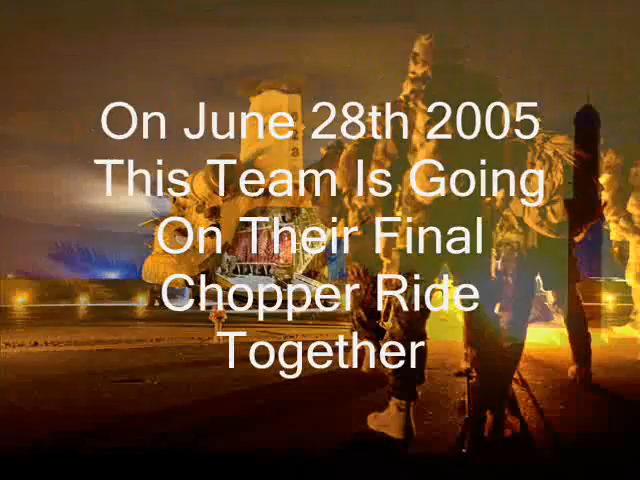 On June 28th 2005
This Team Is Going
On Their Final
Chopper Ride
Together